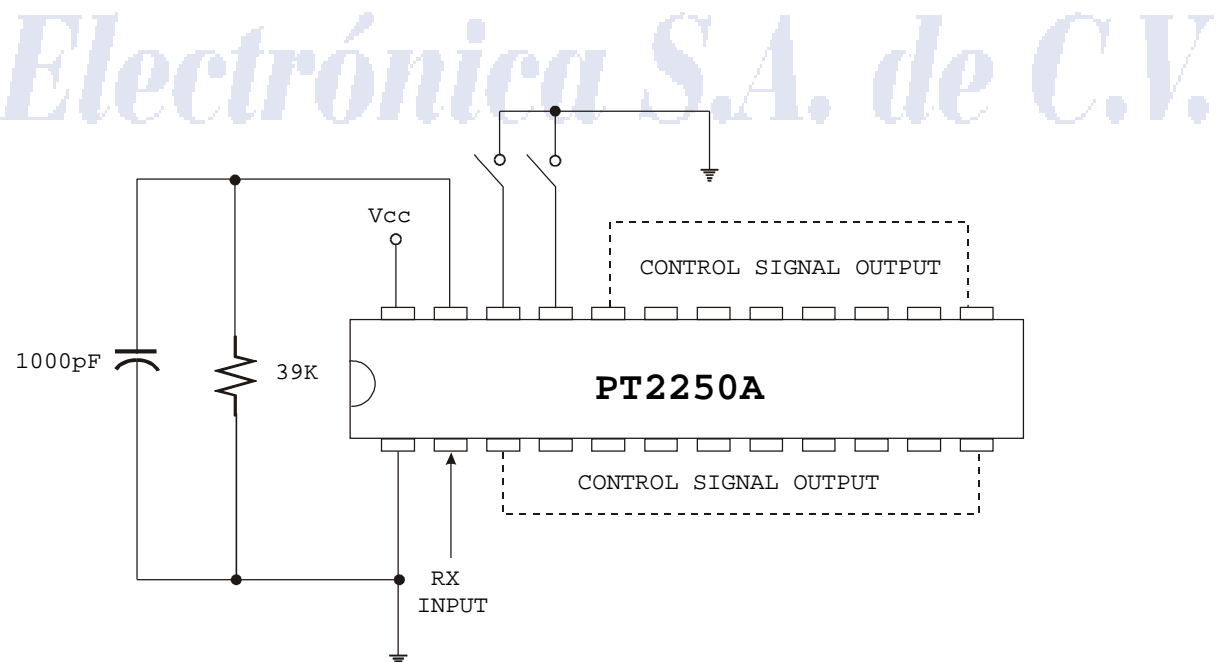 Electrónica S.A. de C.V.
Vcc
CONTROL SIGNAL OUTPUT
1000pF
39K
PT2250A
CONTROL SIGNAL OUTPUT
RX
INPUT